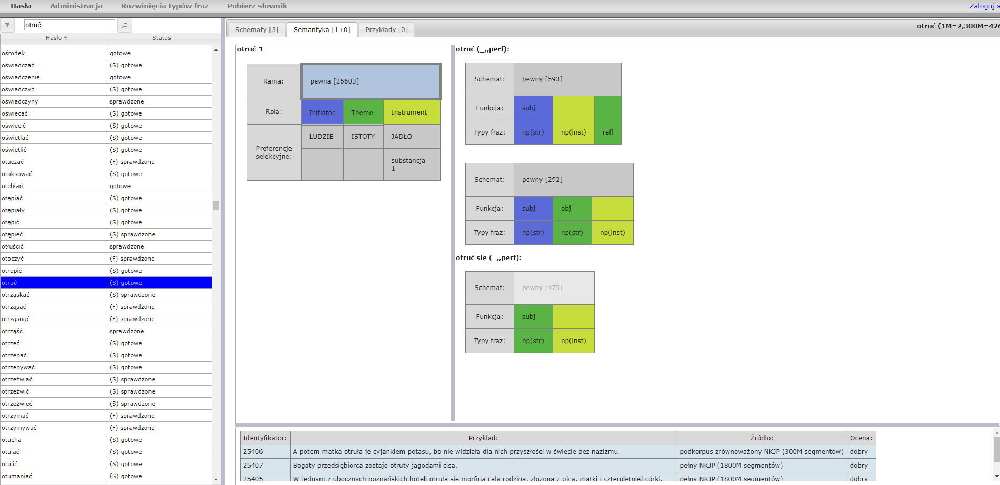 Hasła Administracja Rozwinięcia typów fraz Pobierz słownik Zaloguj s
otruć
Hasło Status
ośrodek gotowe
oświadczać (S) gotowe
oświadczenie gotowe
oświadczyć (S) gotowe
oświadczyny sprawdzone
oświecać (S) gotowe
oświecić (S) gotowe
oświetlać (S) gotowe
oświetlić (S) gotowe
otaczać (F) sprawdzone
otaksować (S) gotowe
otchłań gotowe
otępiać (S) gotowe
otępiały (S) gotowe
otępić (S) gotowe
otępieć (S) sprawdzone
otłuścić sprawdzone
otoczyć (F) sprawdzone
otropić (S) gotowe
otruć (S) gotowe
otrzaskać (S) sprawdzone
otrząsać (F) sprawdzone
otrząsnąć (F) sprawdzone
otrząść sprawdzone
otrzeć (S) gotowe
otrzepać (S) gotowe
otrzepywać (S) gotowe
otrzeźwiać (S) sprawdzone
otrzeźwić (S) sprawdzone
otrzeźwieć (S) sprawdzone
otrzymać (F) sprawdzone
otrzymywać (F) sprawdzone
otucha (S) gotowe
otulać (S) gotowe
otulić (S) gotowe
otumaniać (S) gotowe
Schematy [3] Semantyka [1+0] Przykłady [0] otruć (1M=2,300M=426
otruć-1
Rama: pewna [26603]
Rola: Initiator Theme Instrument
Preferencje
selekcyjne:
LUDZIE ISTOTY JADŁO
substancja-
1
otruć (_,,perf):
Schemat: pewny [593]
Funkcja: subj
Typy fraz: np(str) np(inst) refl
Schemat: pewny [292]
Funkcja: subj obj
Typy fraz: np(str) np(str) np(inst)
otruć się (_,,perf):
Schemat: pewny [475]
Funkcja: subj
Typy fraz: np(str) np(inst)
Identyfikator: Przykład: Źródło: Ocena:
25406 A potem matka otruła je cyjankiem potasu, bo nie widziała dla nich przyszłości w świecie bez nazizmu. podkorpus zrównoważony NKJP (300M segmentów) dobry
25407 Bogaty przedsiębiorca zostaje otruty jagodami cisa. pełny NKJP (1800M segmentów) dobry
25405 W jednym z ubocznych poznańskich hoteli otruła się morfiną cała rodzina, złożona z ojca, matki i czteroletniej córki. pełny NKJP (1800M segmentów) dobry